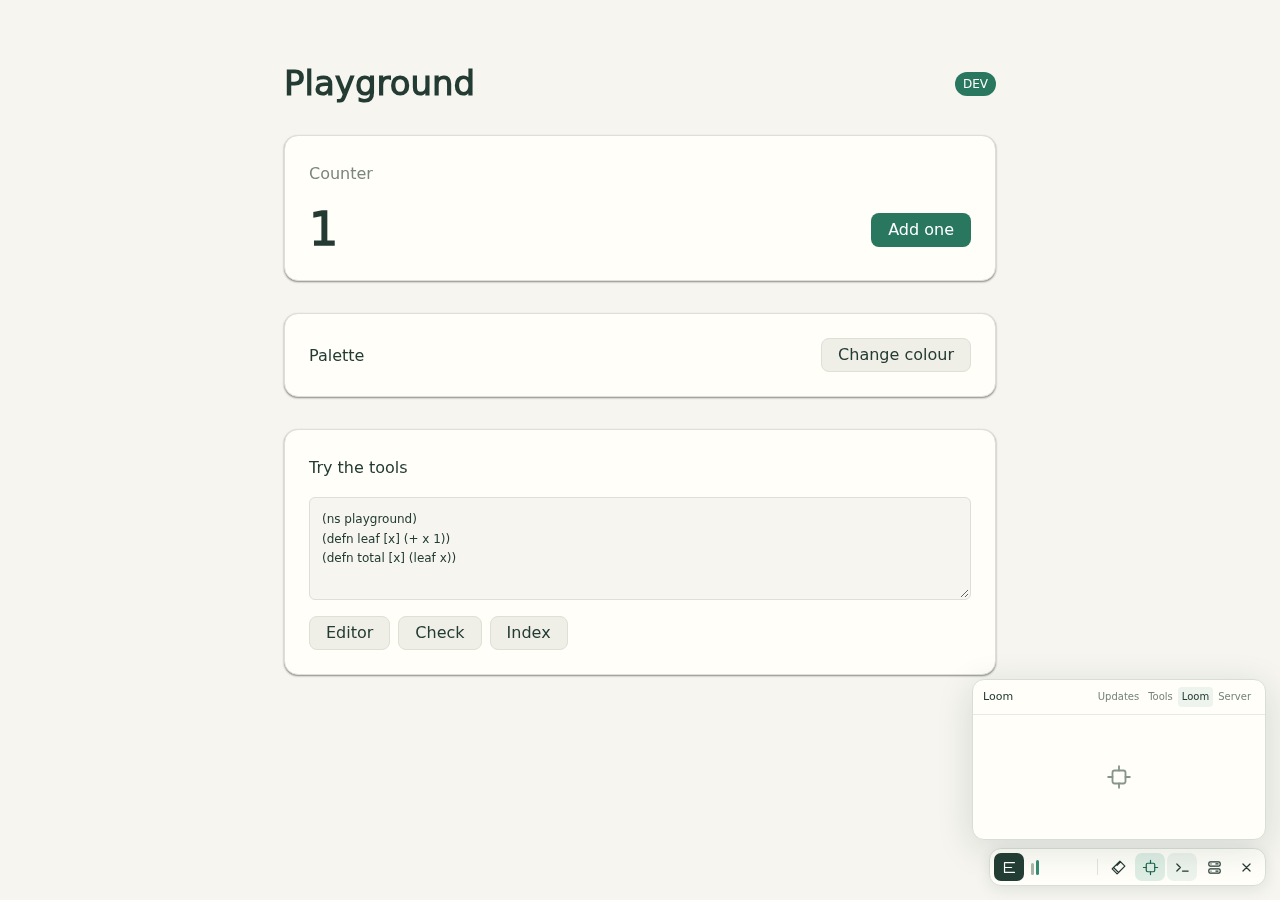 Playground
DEV
Counter
1
Add one
Palette
Change colour
Try the tools
(ns playground)
(defn leaf [x] (+ x 1))
(defn total [x] (leaf x))
Editor
Check
Index
Loom
Updates
Tools
Loom
Server